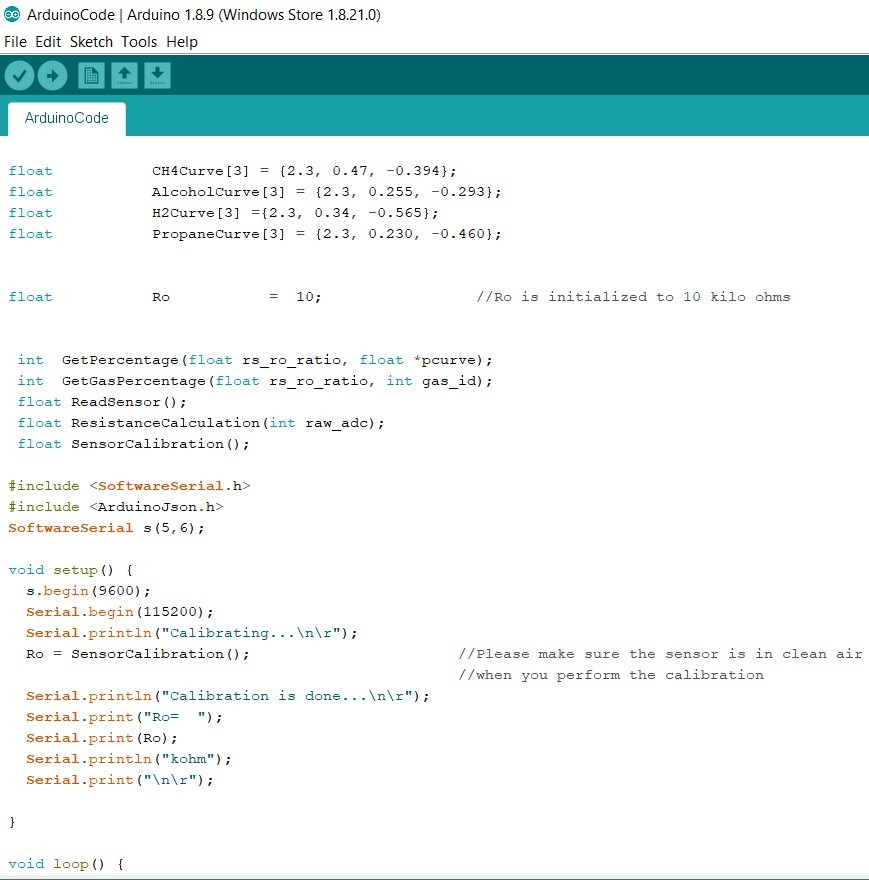 ArduinoCode | Arduino 1.8.9 (Windows Store 1.8.21.0)
File Edit Sketch Tools Help
ArduinoCode
float CH4Curve[3] = {2.3, 0.47, -0.394};
float AlcoholCurve[3] = {2.3, 0.255, -0.293};
float H2Curve[3] ={2.3, 0.34, -0.565};
float PropaneCurve[3] = {2.3, 0.230, -0.460};
float Ro = 10; //Ro is initialized to 10 kilo ohms
int GetPercentage(float rs_ro_ratio, float *pcurve);
int GetGasPercentage(float rs_ro_ratio, int gas_id);
float ReadSensor();
float ResistanceCalculation(int raw_adc);
float SensorCalibration();
#include <SoftwareSerial.h>
#include <ArduinoJson.h>
SoftwareSerial s(5,6);
void setup() {
s.begin(9600);
Serial.begin(115200);
Serial.println("Calibrating...\n\r");
Ro = SensorCalibration(); //Please make sure the sensor is in clean air
//when you perform the calibration
Serial.println("Calibration is done...\n\r");
Serial.print("Ro=  ");
Serial.print(Ro);
Serial.println("kohm");
Serial.print("\n\r");
}
void loop() {